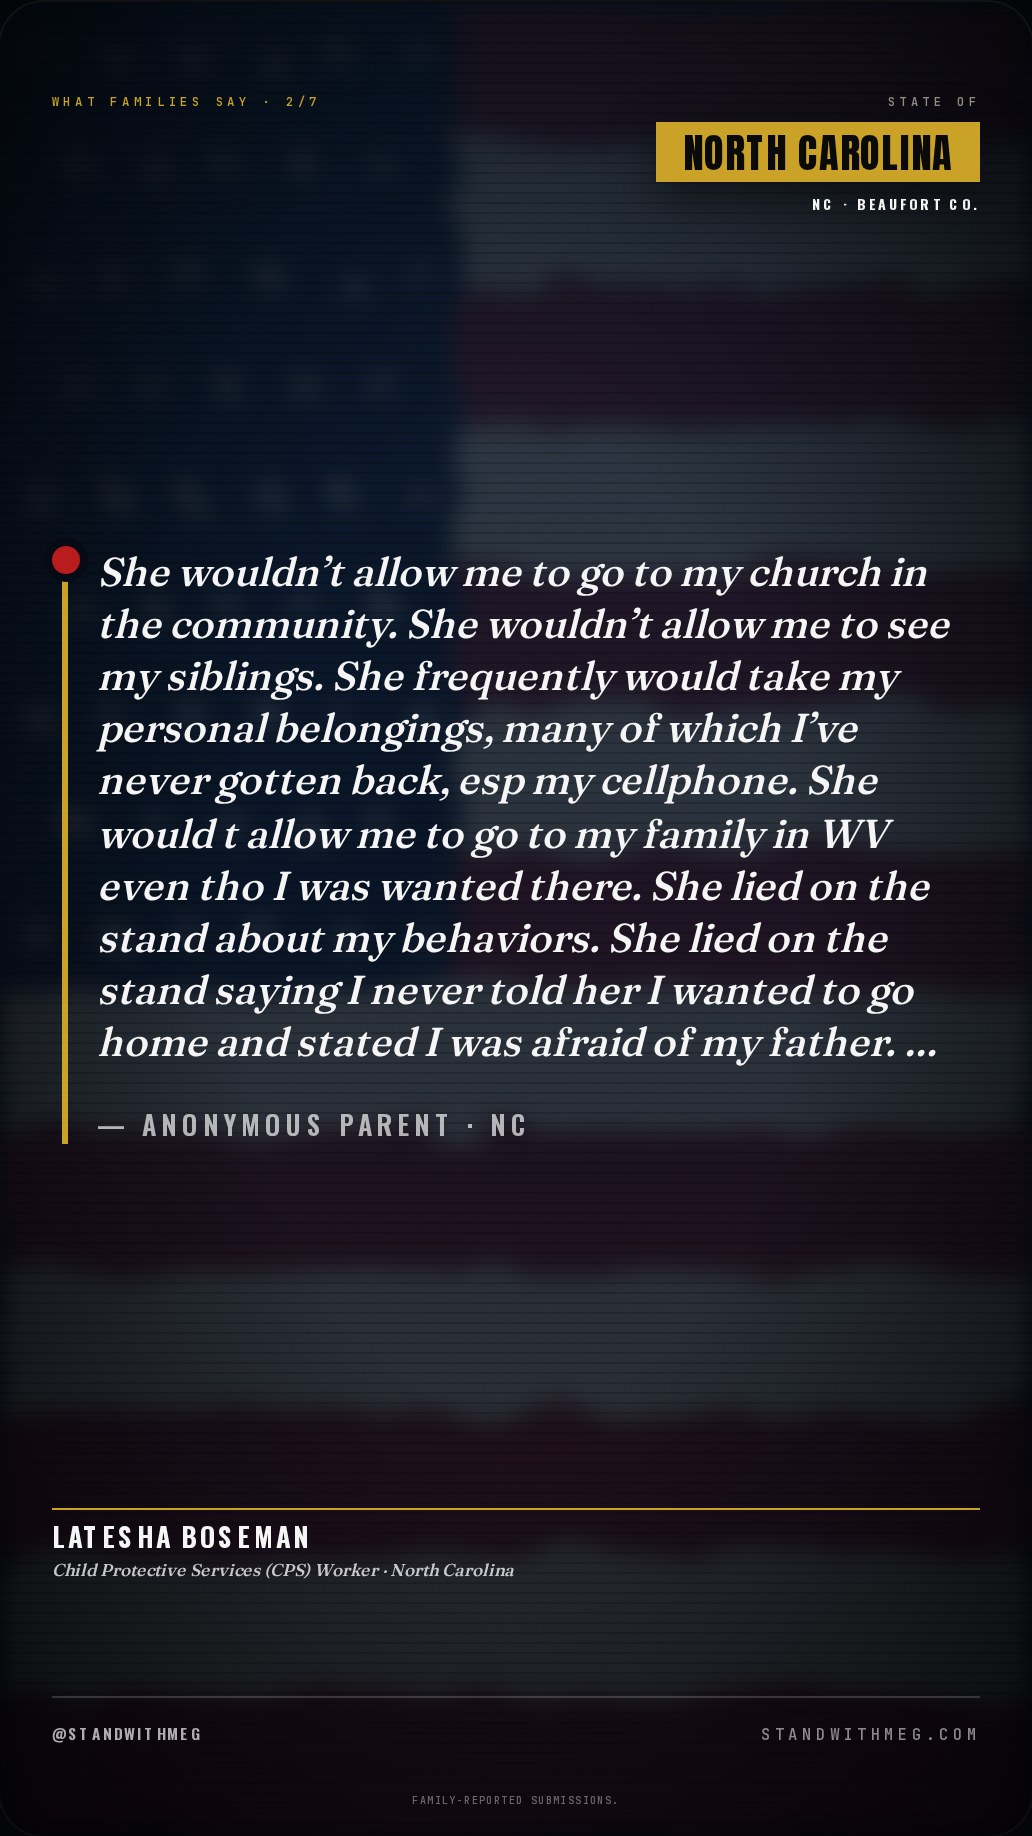 WHAT FAMILIES SAY · 2/7
STATE OF
NORTH CAROLINA
NC · BEAUFORT CO.
She wouldn’t allow me to go to my church in
the community. She wouldn’t allow me to see
my siblings. She frequently would take my
personal belongings, many of which I’ve
never gotten back, esp my cellphone. She
would t allow me to go to my family in WV
even tho I was wanted there. She lied on the
stand about my behaviors. She lied on the
stand saying I never told her I wanted to go
home and stated I was afraid of my father. ...
— ANONYMOUS PARENT · NC
LATESHA BOSEMAN
Child Protective Services (CPS) Worker · North Carolina
@STANDWITHMEG
STANDWITHMEG.COM
FAMILY-REPORTED SUBMISSIONS.